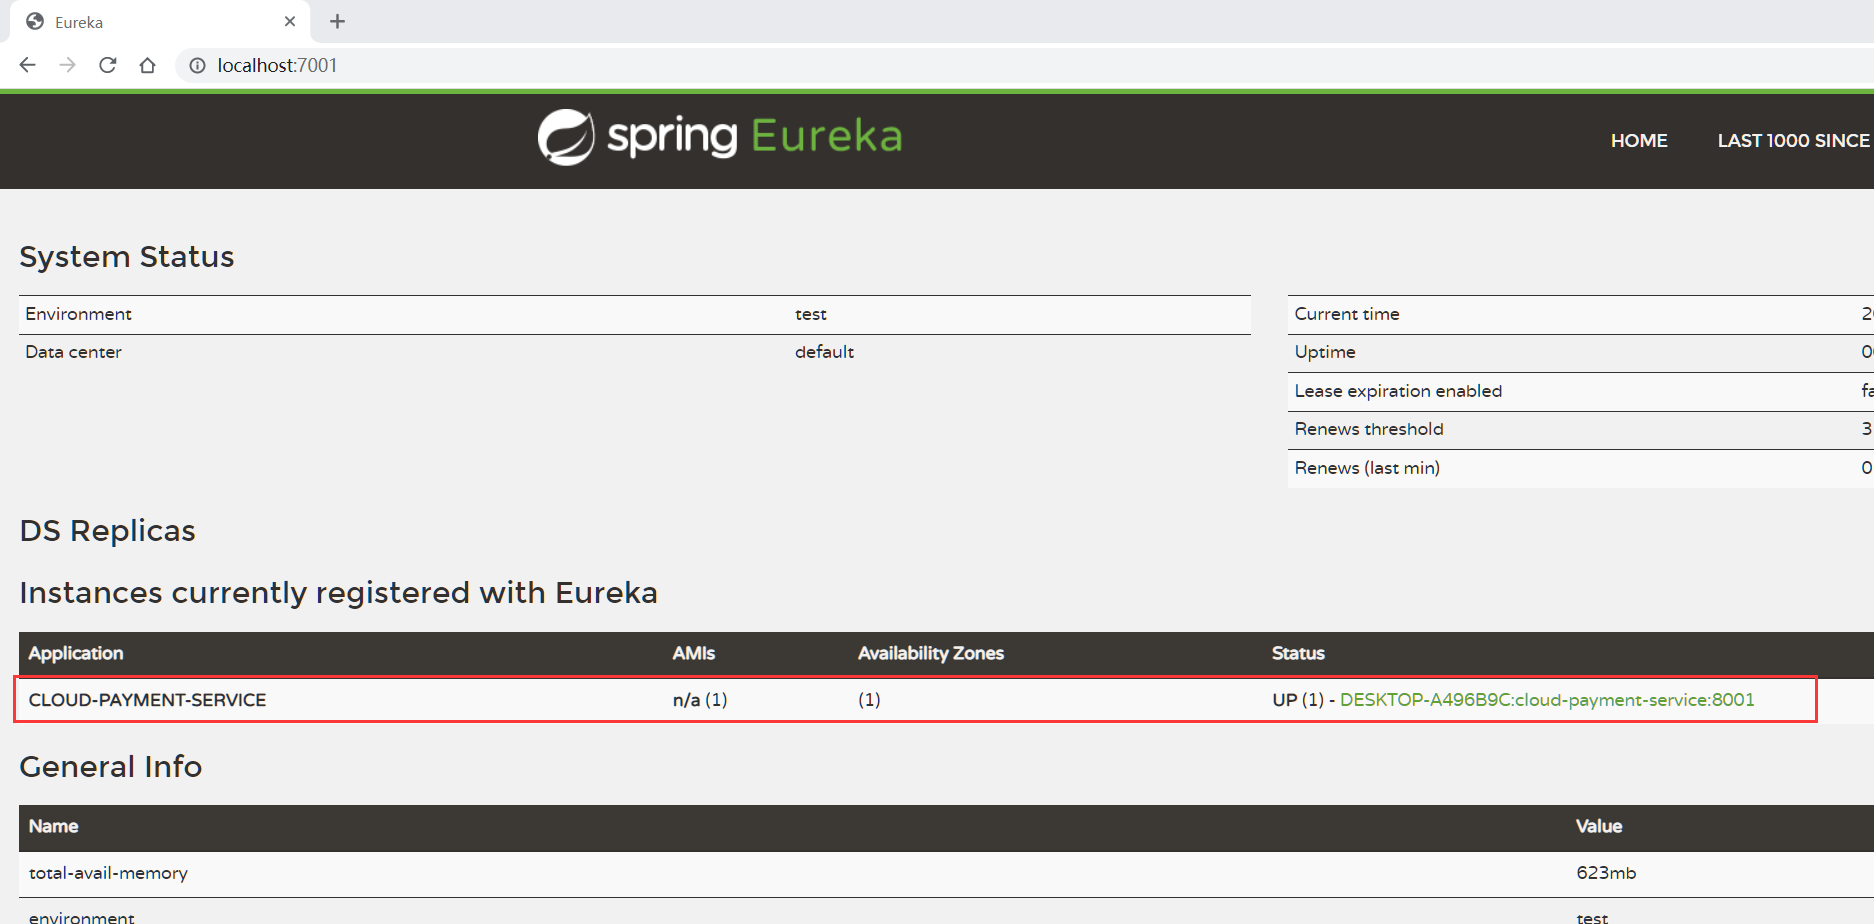 Eureka
localhost:7001
spring Eureka
HOME LAST 1000 SINCE
System Status
Environment test
Data center default
Current time
Uptime
Lease expiration enabled
Renews threshold 3
Renews (last min) 0
DS Replicas
Instances currently registered with Eureka
Application AMIs Availability Zones Status
CLOUD-PAYMENT-SERVICE n/a (1) (1) UP (1) - DESKTOP-A496B9C:cloud-payment-service:8001
General Info
Name Value
total-avail-memory 623mb
environment test